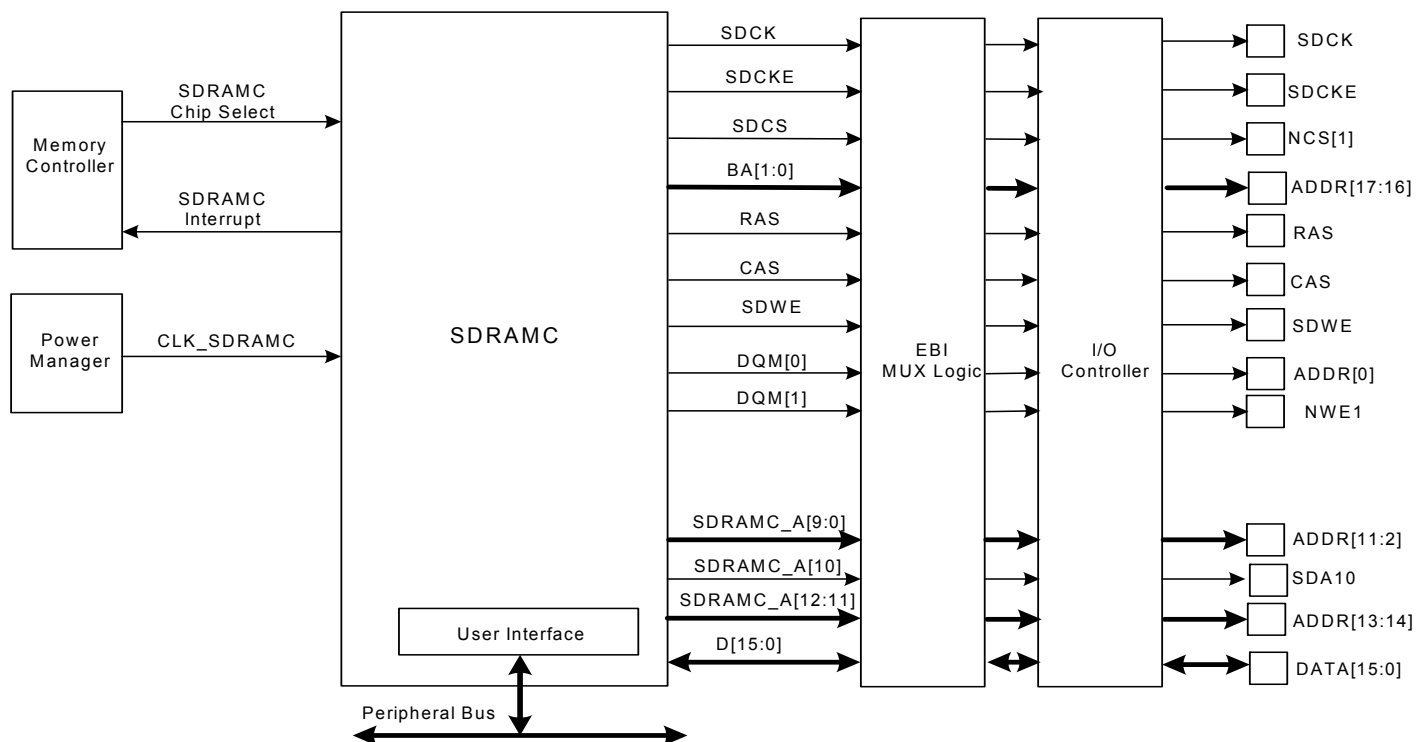 Memory
Controller
SDRAMC
Chip Select
SDRAMC
Interrupt
Power
Manager
CLK_SDRAMC
SDRAMC
User Interface
Peripheral Bus
SDCK
SDCKE
SDCS
BA[1:0]
RAS
CAS
SDWE
DQM[0]
DQM[1]
SDRAMC_A[9:0]
SDRAMC_A[10]
SDRAMC_A[12:11]
D[15:0]
EBI
MUX Logic
I/O
Controller
SDCK
SDCKE
NCS[1]
ADDR[17:16]
RAS
CAS
SDWE
ADDR[0]
NWE1
ADDR[11:2]
SDA10
ADDR[13:14]
DATA[15:0]